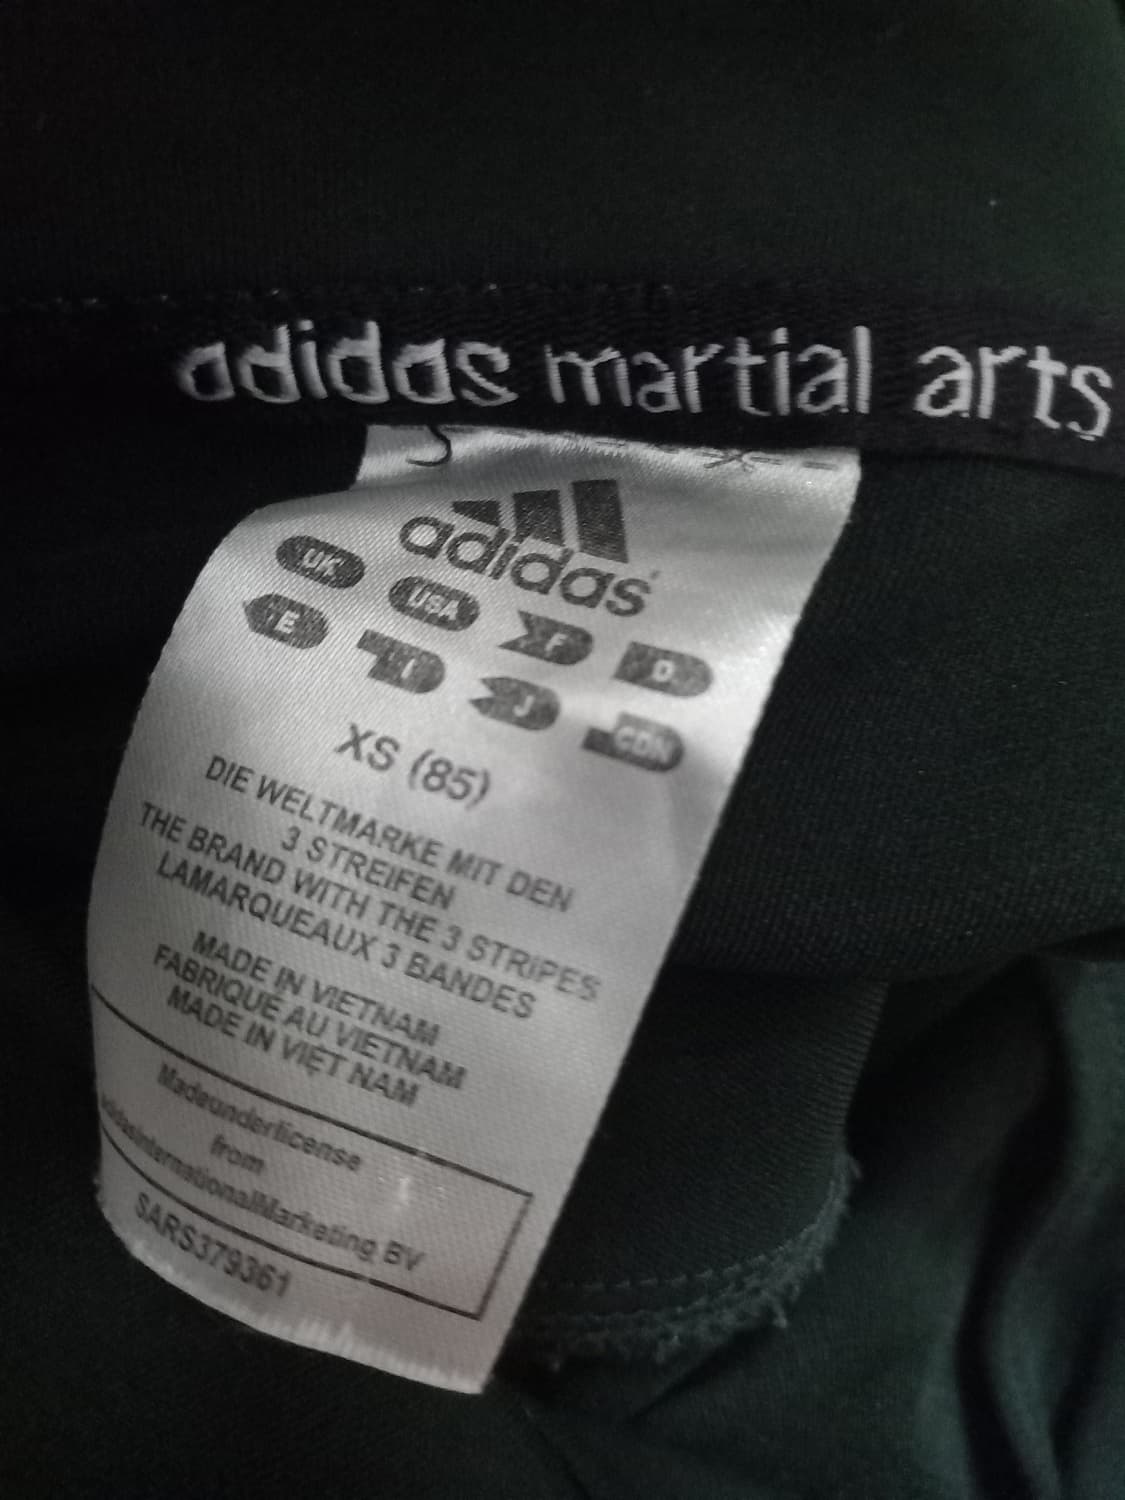 adidas martial arts
adidas
UK USA F D
E I J CDN
XS (85)
DIE WELTMARKE MIT DEN
3 STREIFEN
THE BRAND WITH THE 3 STRIPES
LAMARQUEAUX 3 BANDES
MADE IN VIETNAM
FABRIQUÉ AU VIETNAM
MADE IN VIỆT NAM
Madeunderlicense
from
adidasInternationalMarketing BV
SARS379361